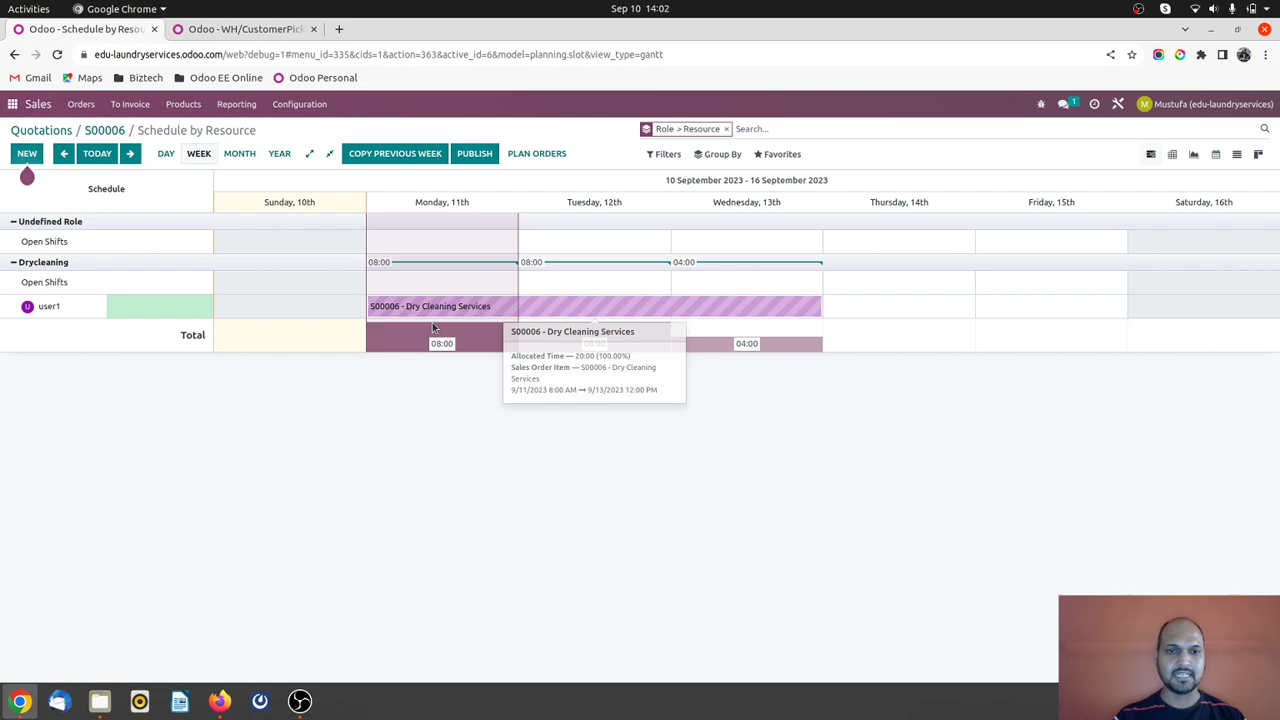 Activities Google Chrome Sep 10 14:02
Odoo - Schedule by Resou Odoo - WH/CustomerPick
edu-laundryservices.odoo.com/web?debug=1#menu_id=335&cids=1&action=363&active_id=6&model=planning.slot&view_type=gantt
Gmail Maps Biztech Odoo EE Online Odoo Personal
Sales Orders To Invoice Products Reporting Configuration 1 M Mustufa (edu-laundryservices)
Quotations / S00006 / Schedule by Resource Role > Resource × Search...
NEW TODAY DAY WEEK MONTH YEAR COPY PREVIOUS WEEK PUBLISH PLAN ORDERS Filters Group By Favorites
Schedule 10 September 2023 - 16 September 2023
Sunday, 10th Monday, 11th Tuesday, 12th Wednesday, 13th Thursday, 14th Friday, 15th Saturday, 16th
Undefined Role
Open Shifts
Drycleaning 08:00 08:00 04:00
Open Shifts
U user1 S00006 - Dry Cleaning Services
Total 08:00 08:00 04:00
S00006 - Dry Cleaning Services
Allocated Time — 20:00 (100.00%)
Sales Order Item — S00006 - Dry Cleaning
Services
9/11/2023 8:00 AM → 9/13/2023 12:00 PM